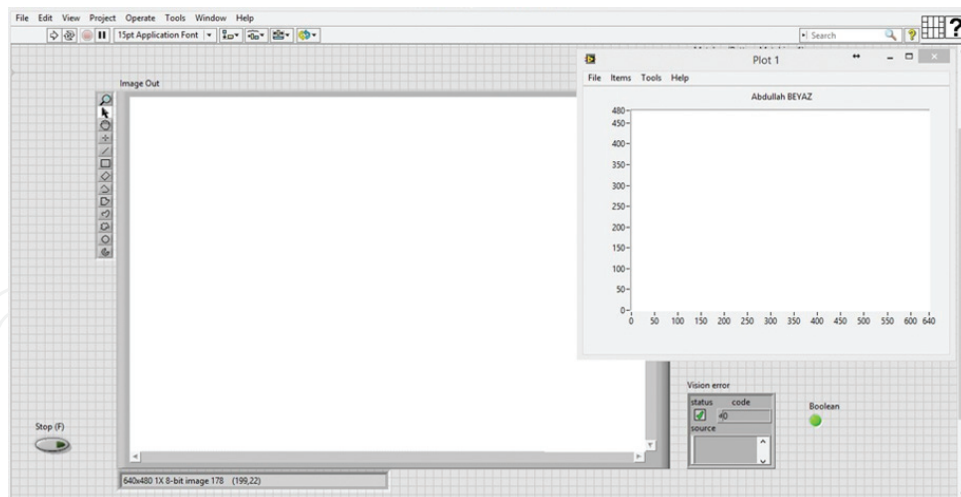 File Edit View Project Operate Tools Window Help
15pt Application Font
Search
?
?
Image Out
Plot 1
File Items Tools Help
Abdullah BEYAZ
480
450
400
350
300
250
200
150
100
50
0
0 50 100 150 200 250 300 350 400 450 500 550 600 640
Vision error
status code
0
source
Boolean
Stop (F)
640x480 1X 8-bit image 178 (199,22)